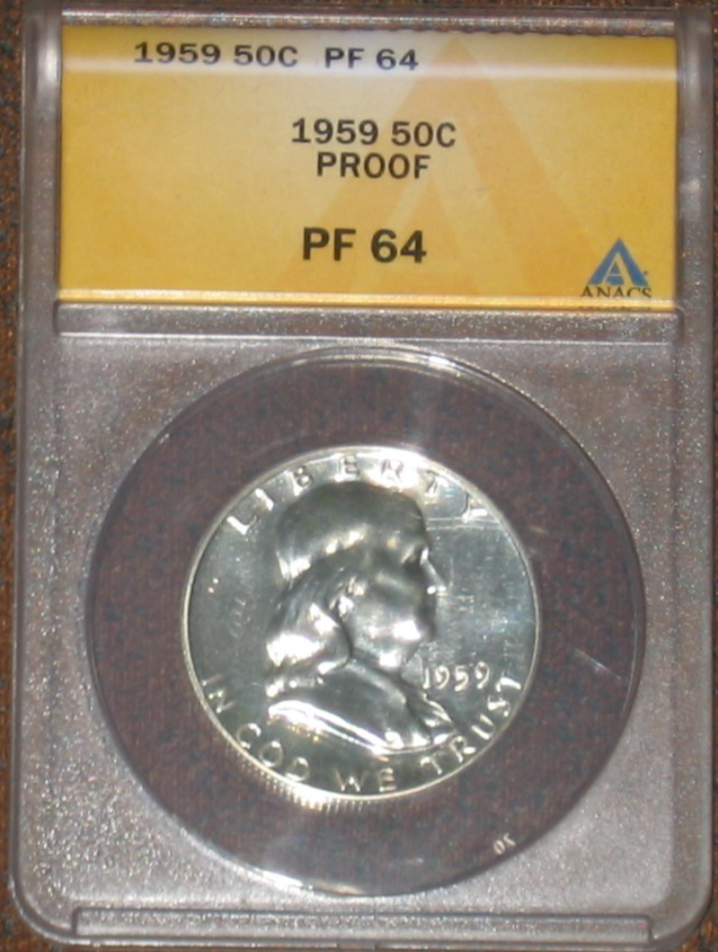 1959 50C PF 64
1959 50C
PROOF
PF 64
ANACS
LIBERTY
1959
IN GOD WE TRUST